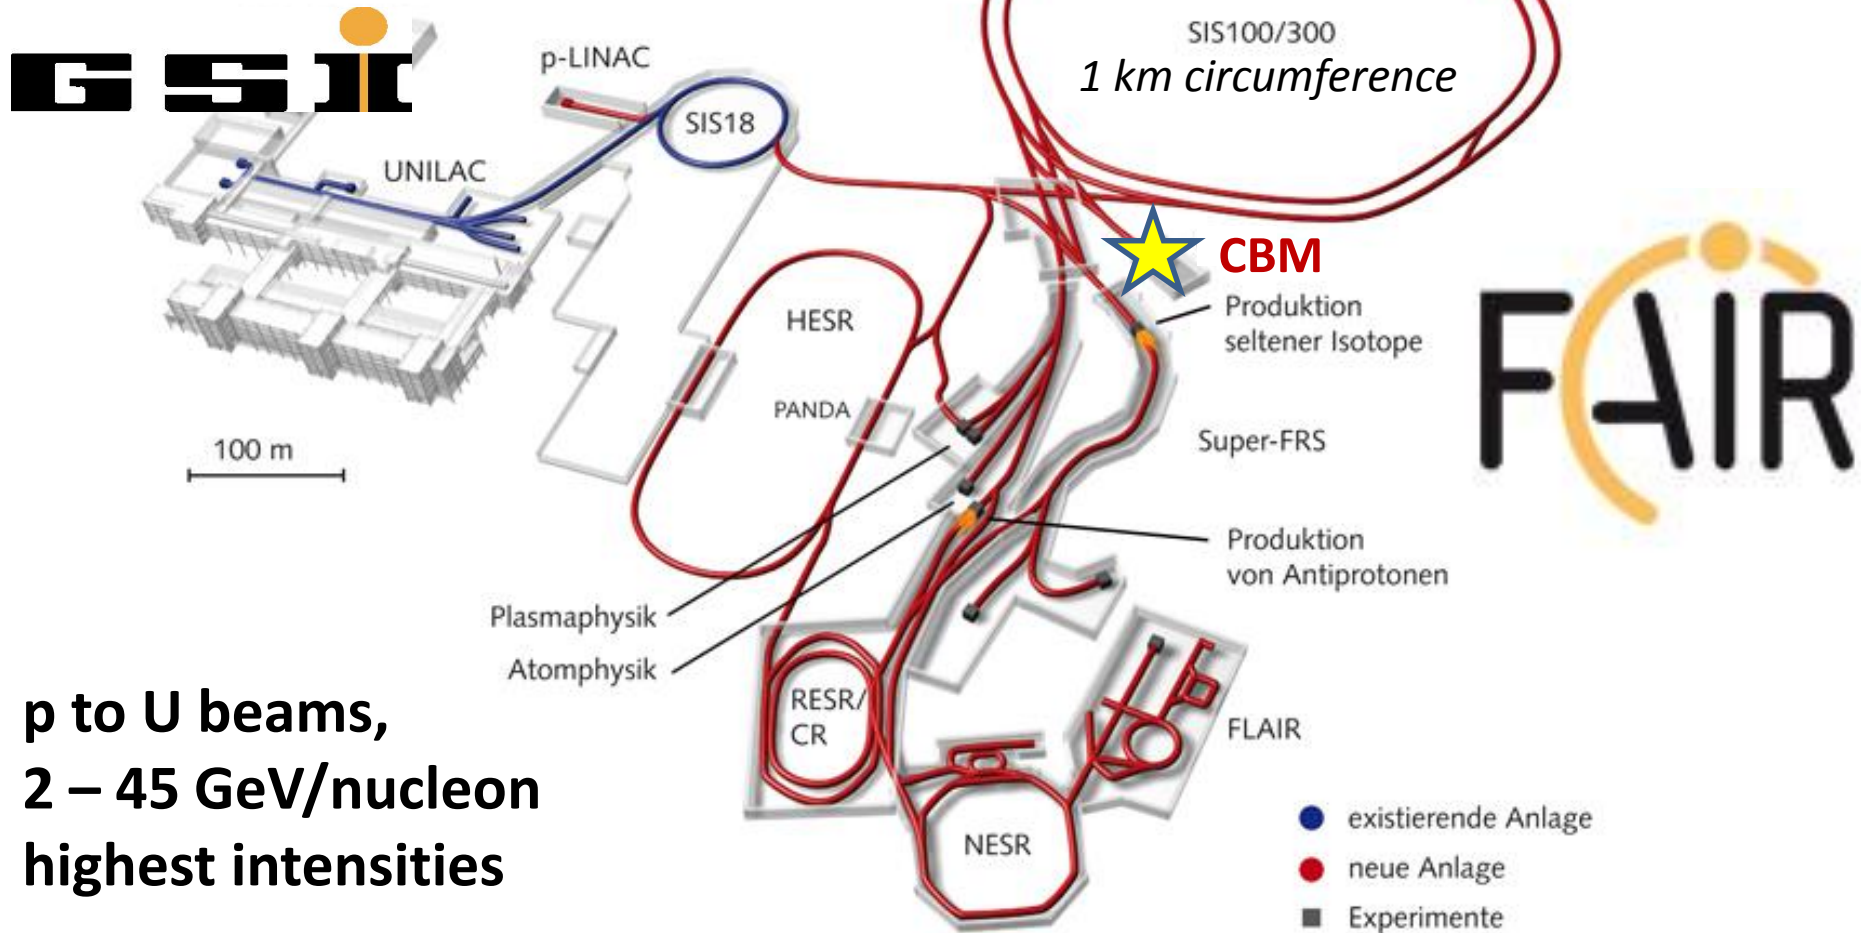 GSI
p-LINAC
SIS100/300
1 km circumference
SIS18
UNILAC
CBM
Produktion
seltener Isotope
HESR
FAIR
PANDA
100 m
Super-FRS
Produktion
von Antiprotonen
Plasmaphysik
Atomphysik
RESR/
CR
FLAIR
NESR
p to U beams,
2 – 45 GeV/nucleon
highest intensities
existierende Anlage
neue Anlage
Experimente